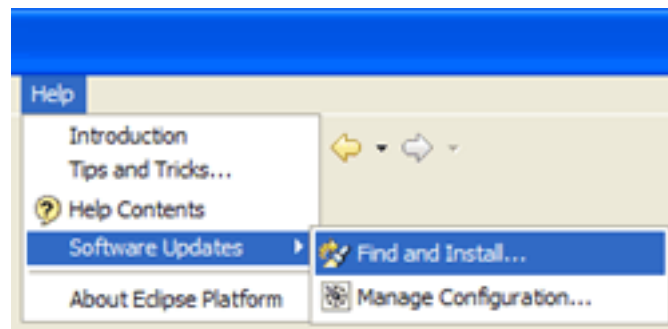 Help
Introduction
Tips and Tricks...
Help Contents
Software Updates
Find and Install...
About Eclipse Platform
Manage Configuration...